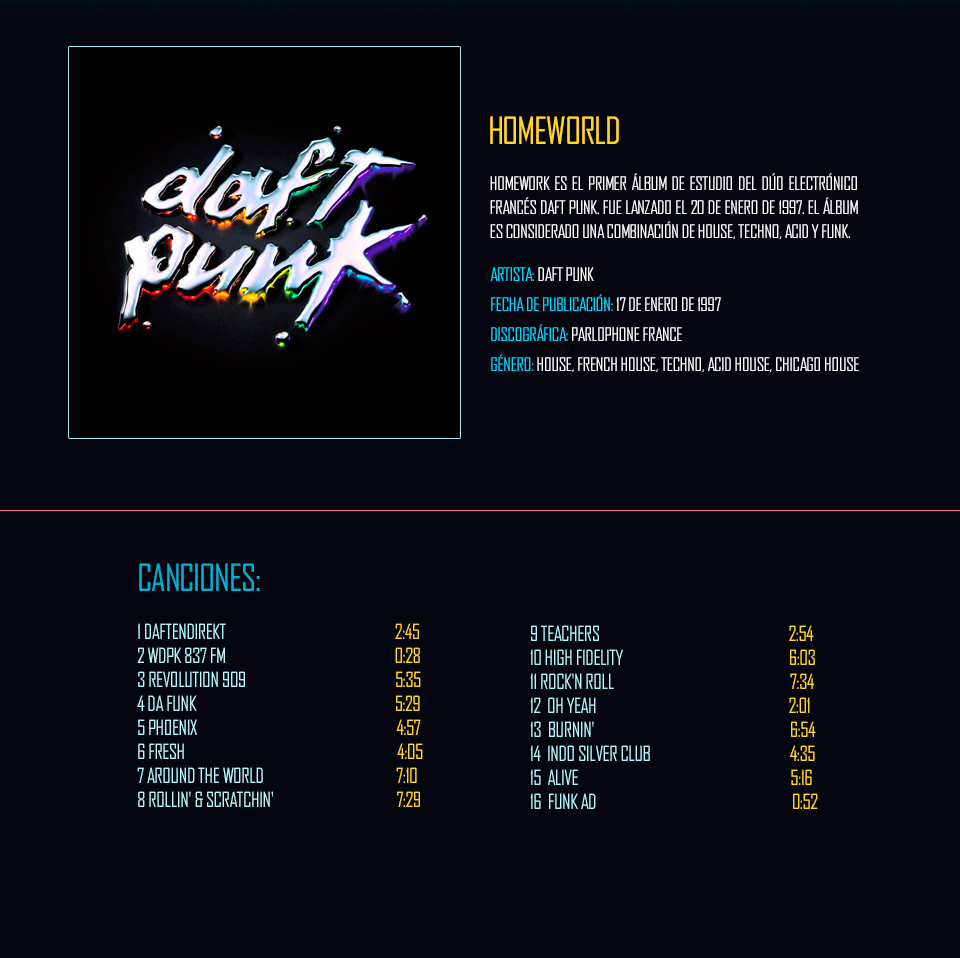 daft
punk
HOMEWORLD
HOMEWORK ES EL PRIMER ÁLBUM DE ESTUDIO DEL DÚO ELECTRÓNICO
FRANCÉS DAFT PUNK. FUE LANZADO EL 20 DE ENERO DE 1997. EL ÁLBUM
ES CONSIDERADO UNA COMBINACIÓN DE HOUSE, TECHNO, ACID Y FUNK.
ARTISTA: DAFT PUNK
FECHA DE PUBLICACIÓN: 17 DE ENERO DE 1997
DISCOGRÁFICA: PARLOPHONE FRANCE
GÉNERO: HOUSE, FRENCH HOUSE, TECHNO, ACID HOUSE, CHICAGO HOUSE
CANCIONES:
1 DAFTENDIREKT 2:45
2 WDPK 837 FM 0:28
3 REVOLUTION 909 5:35
4 DA FUNK 5:29
5 PHOENIX 4:57
6 FRESH 4:05
7 AROUND THE WORLD 7:10
8 ROLLIN' & SCRATCHIN' 7:29
9 TEACHERS 2:54
10 HIGH FIDELITY 6:03
11 ROCK'N ROLL 7:34
12 OH YEAH 2:01
13 BURNIN' 6:54
14 INDO SILVER CLUB 4:35
15 ALIVE 5:16
16 FUNK AD 0:52